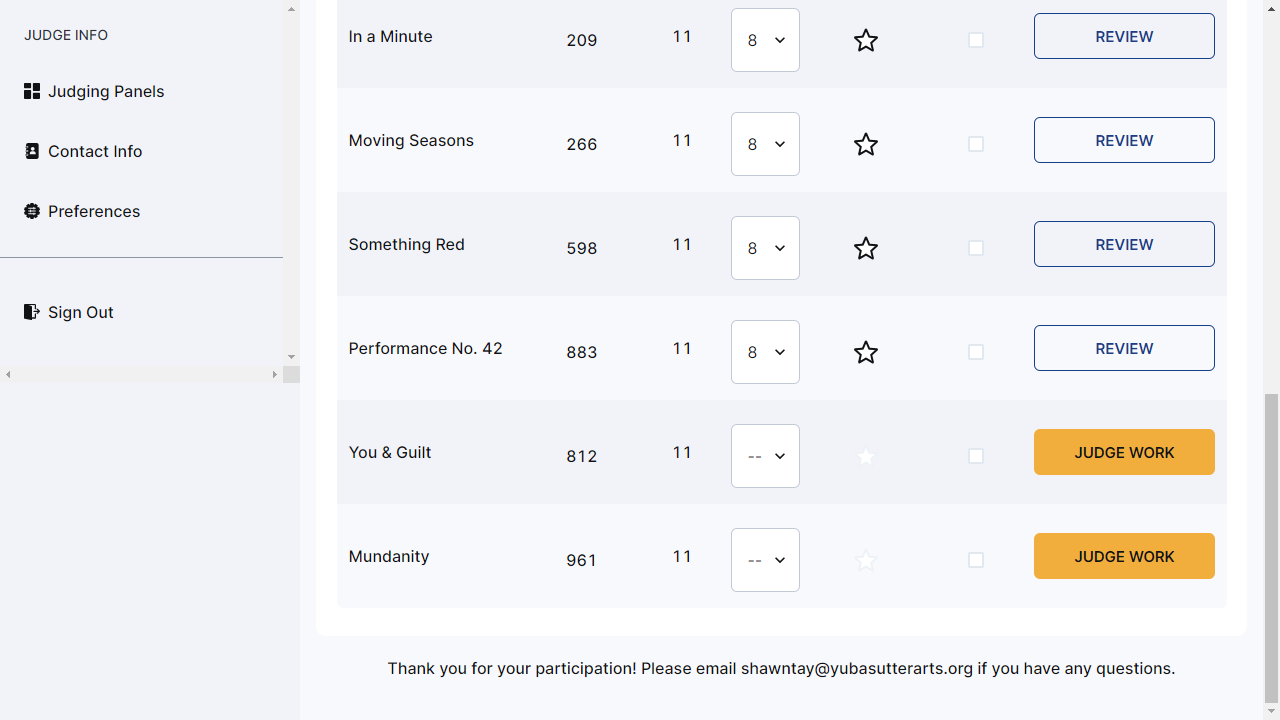 JUDGE INFO
Judging Panels
Contact Info
Preferences
Sign Out
In a Minute 209 11 8 REVIEW
Moving Seasons 266 11 8 REVIEW
Something Red 598 11 8 REVIEW
Performance No. 42 883 11 8 REVIEW
You & Guilt 812 11 -- JUDGE WORK
Mundanity 961 11 -- JUDGE WORK
Thank you for your participation! Please email shawntay@yubasutterarts.org if you have any questions.